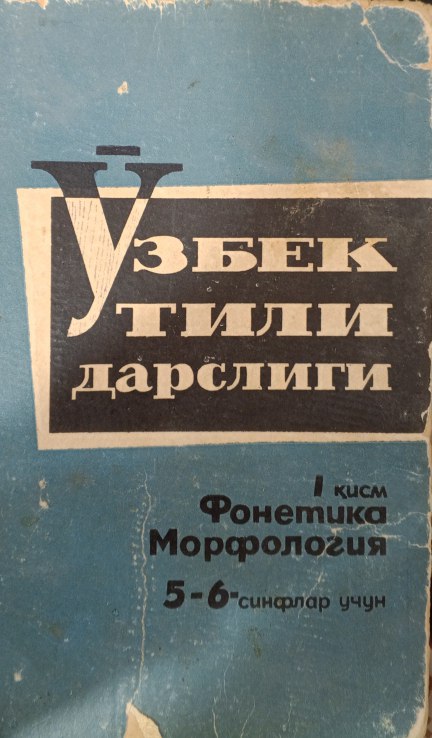 Ўзбек
тили
дарслиги
I қисм
Фонетика
Морфология
5-6-синфлар учун